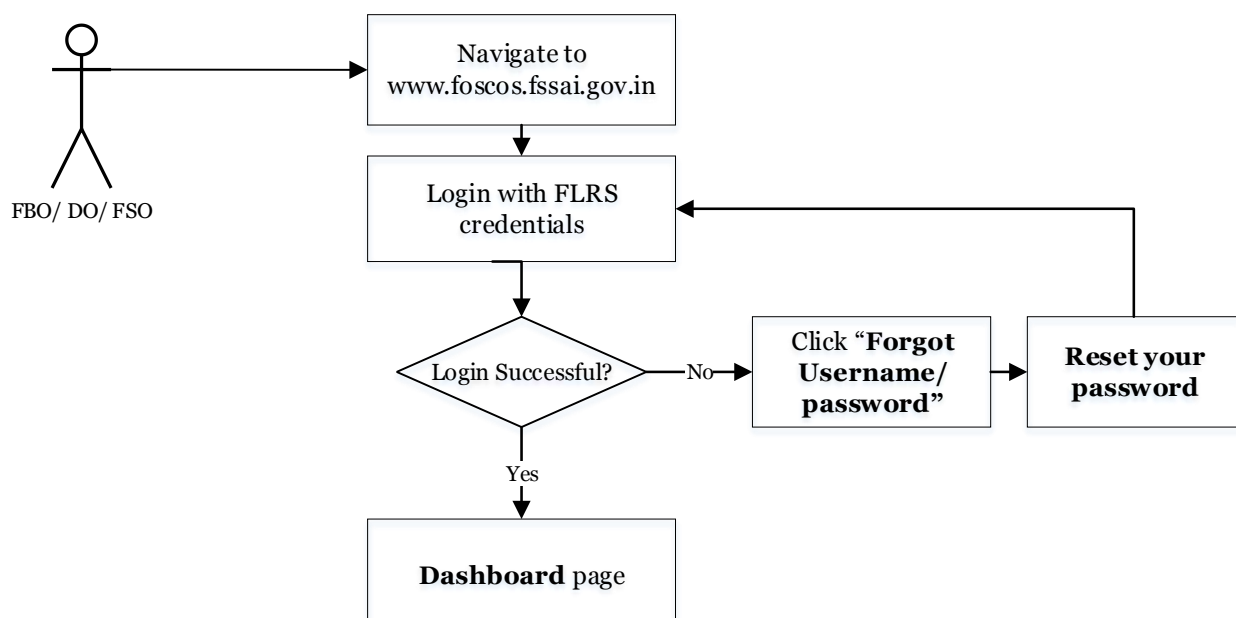 Navigate to
www.foscos.fssai.gov.in
FBO/ DO/ FSO
Login with FLRS
credentials
Login Successful?
No
Click “Forgot
Username/
password”
Reset your
password
Yes
Dashboard page